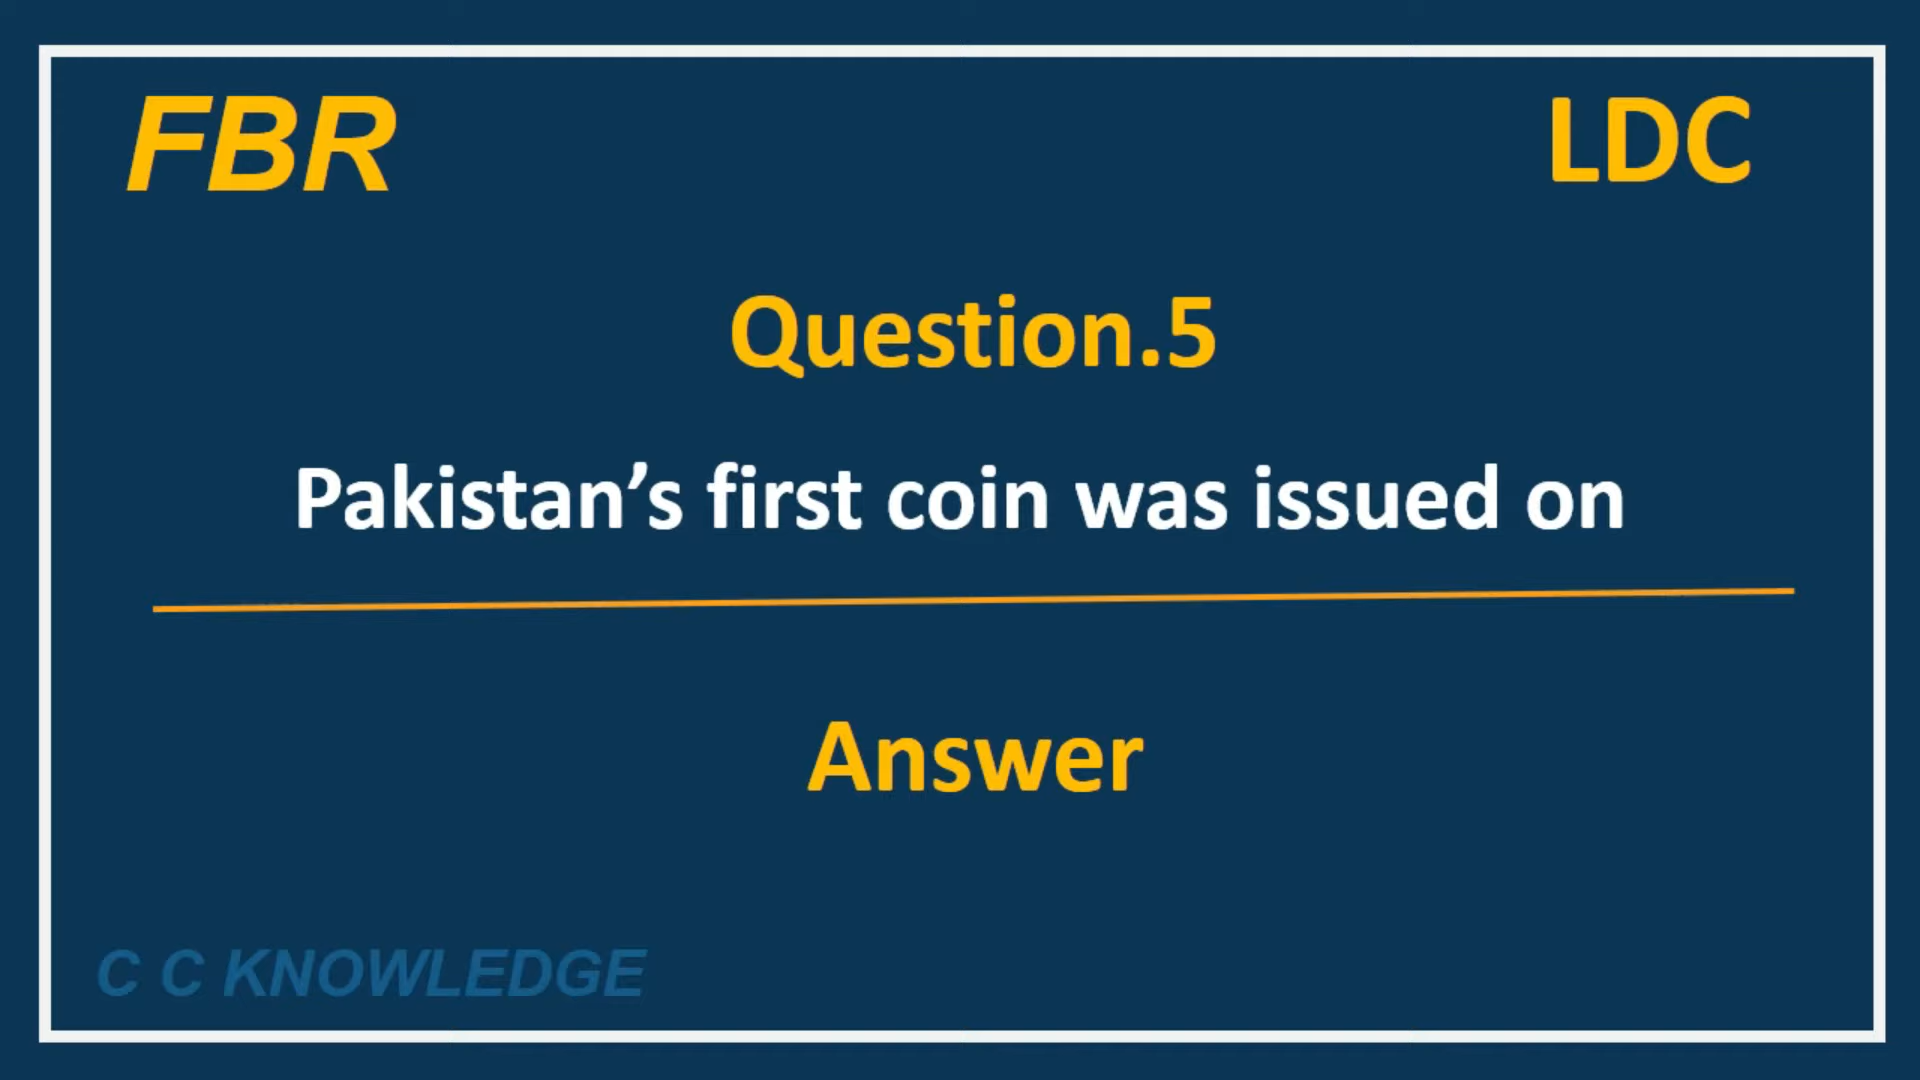 FBR
LDC
Question.5
Pakistan’s first coin was issued on
Answer
C C KNOWLEDGE